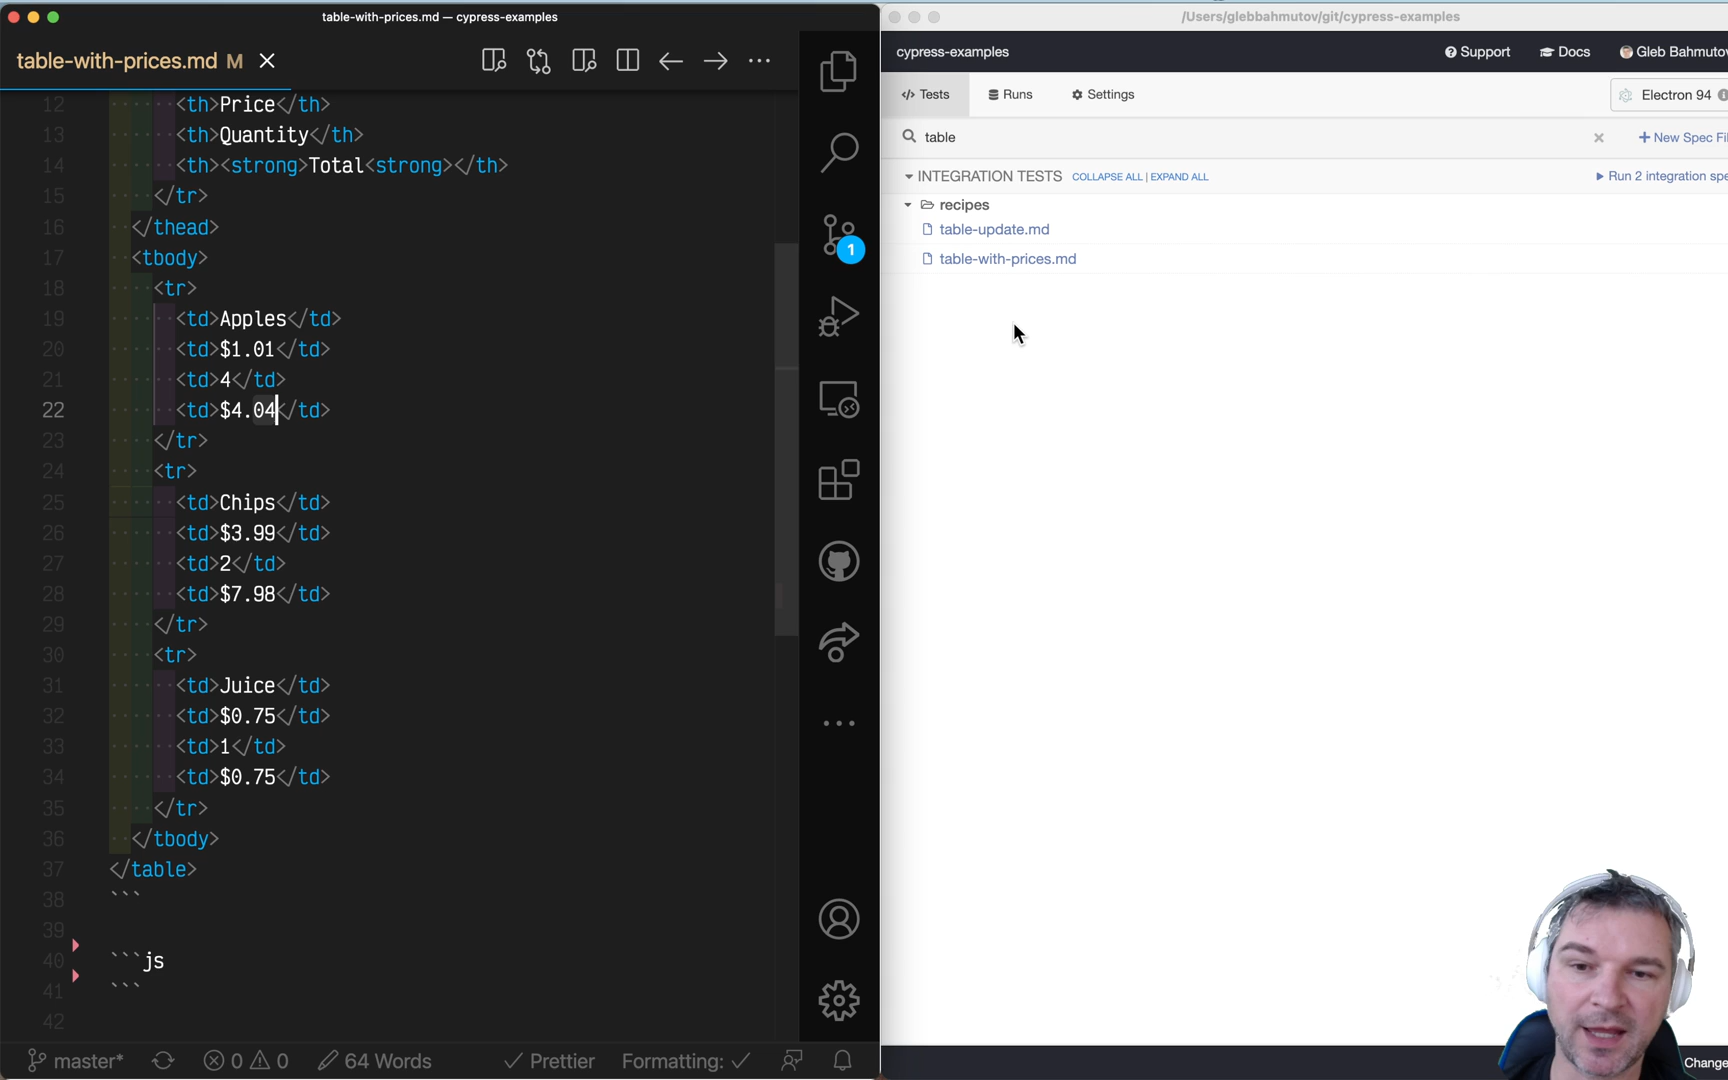 table-with-prices.md — cypress-examples
table-with-prices.md M
12 <th>Price</th>
13 <th>Quantity</th>
14 <th><strong>Total<strong></th>
15 </tr>
16 </thead>
17 <tbody>
18 <tr>
19 <td>Apples</td>
20 <td>$1.01</td>
21 <td>4</td>
22 <td>$4.04</td>
23 </tr>
24 <tr>
25 <td>Chips</td>
26 <td>$3.99</td>
27 <td>2</td>
28 <td>$7.98</td>
29 </tr>
30 <tr>
31 <td>Juice</td>
32 <td>$0.75</td>
33 <td>1</td>
34 <td>$0.75</td>
35 </tr>
36 </tbody>
37 </table>
38 ```
39
40 ```js
41 ```
42
1
master* 0 0 64 Words Prettier Formatting:
/Users/glebbahmutov/git/cypress-examples
cypress-examples Support Docs Gleb Bahmutov
</> Tests Runs Settings Electron 94
table + New Spec Fil
INTEGRATION TESTS COLLAPSE ALL | EXPAND ALL Run 2 integration spe
recipes
table-update.md
table-with-prices.md
Change